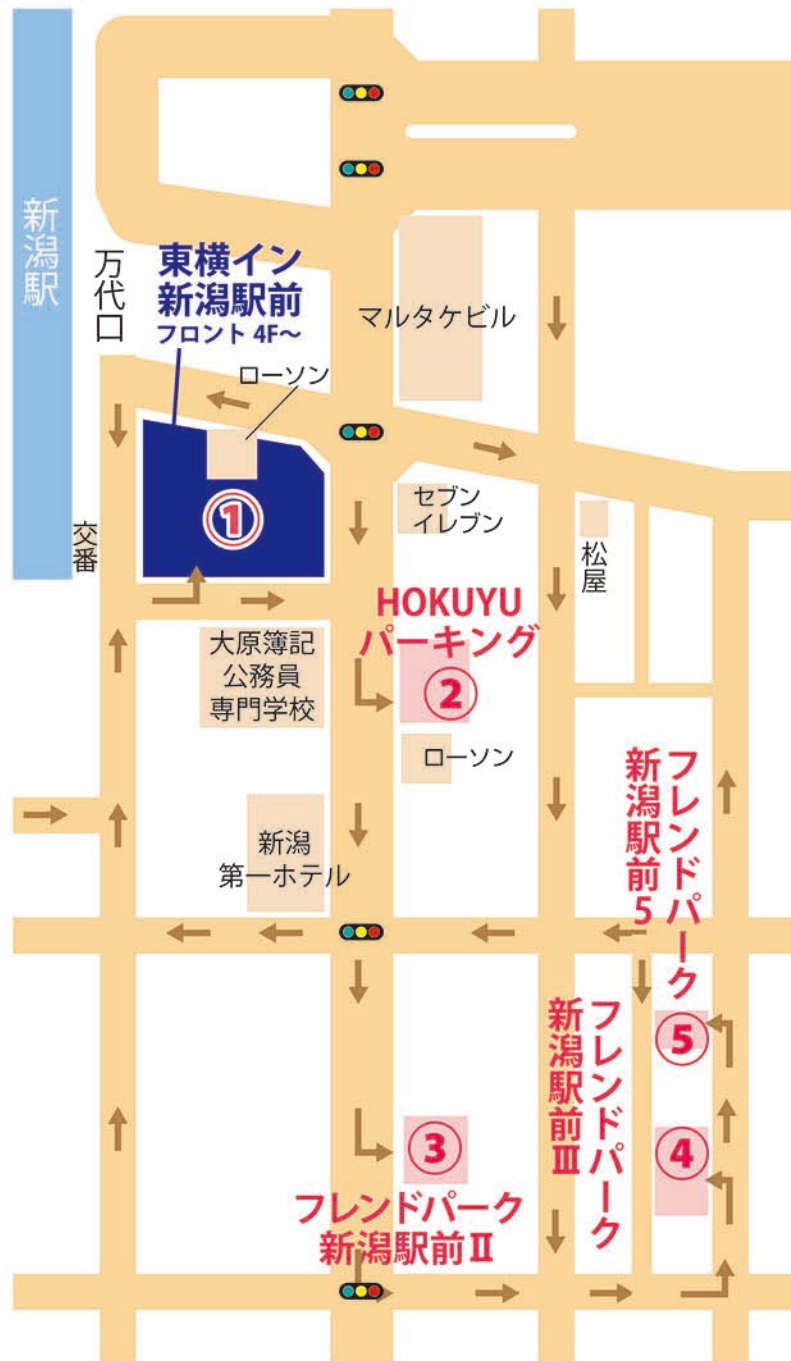 新潟駅
万代口
東横イン
新潟駅前
フロント 4F～
ローソン
マルタケビル
①
セブン
イレブン
交番
松屋
HOKUYU
パーキング
②
大原簿記
公務員
専門学校
ローソン
新潟
第一ホテル
フレンドパーク
新潟駅前5
⑤
フレンドパーク
新潟駅前Ⅲ
④
③
フレンドパーク
新潟駅前Ⅱ